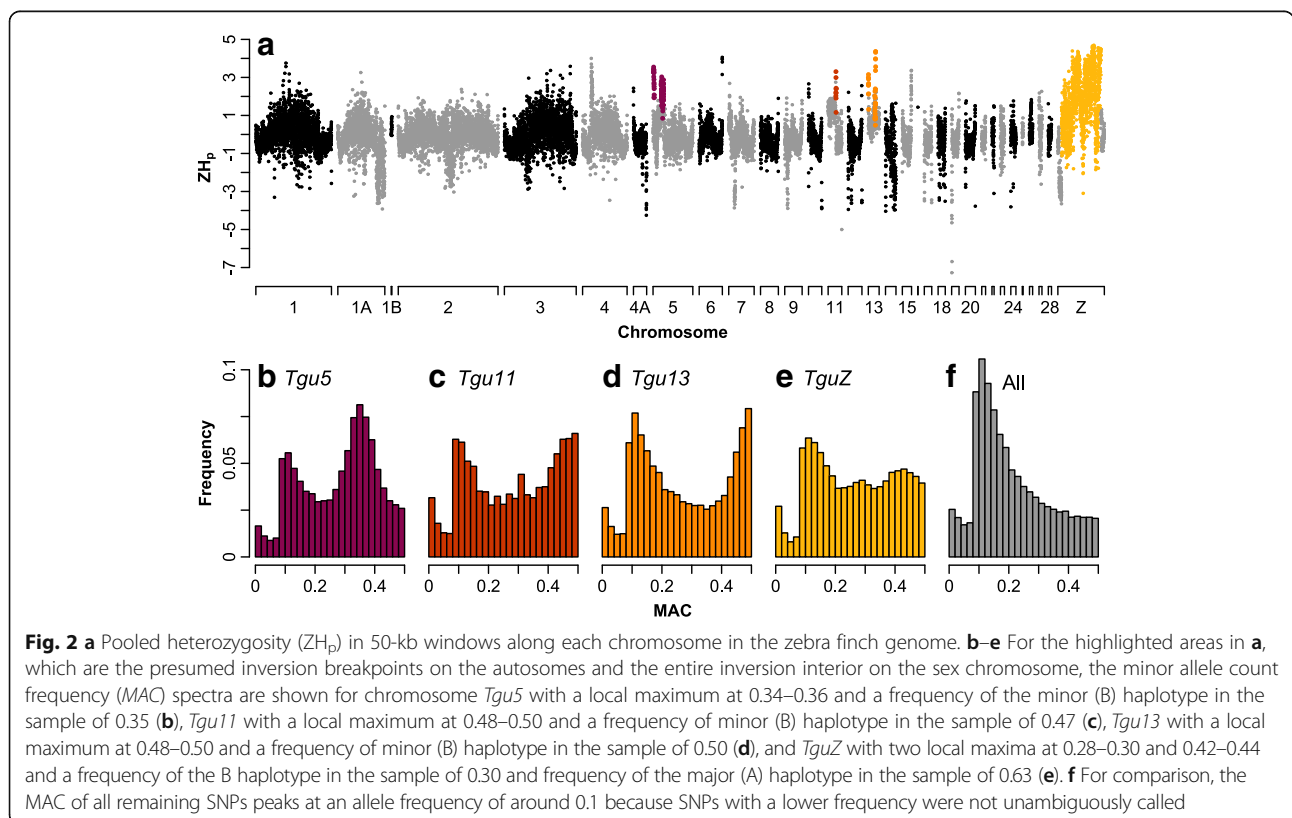 a
5
3
1
-1
-3
-5
-7
ZHp
1 1A 1B 2 3 4 4A 5 6 7 8 9 11 13 15 18 20 24 28 Z
Chromosome
b Tgu5
c Tgu11
d Tgu13
e TguZ
f All
0.1
0.05
0
Frequency
0 0.2 0.4
0 0.2 0.4
0 0.2 0.4
0 0.2 0.4
0 0.2 0.4
MAC
Fig. 2 a Pooled heterozygosity (ZHp) in 50-kb windows along each chromosome in the zebra finch genome. b–e For the highlighted areas in a,
which are the presumed inversion breakpoints on the autosomes and the entire inversion interior on the sex chromosome, the minor allele count
frequency (MAC) spectra are shown for chromosome Tgu5 with a local maximum at 0.34–0.36 and a frequency of the minor (B) haplotype in the
sample of 0.35 (b), Tgu11 with a local maximum at 0.48–0.50 and a frequency of minor (B) haplotype in the sample of 0.47 (c), Tgu13 with a local
maximum at 0.48–0.50 and a frequency of minor (B) haplotype in the sample of 0.50 (d), and TguZ with two local maxima at 0.28–0.30 and 0.42–0.44
and a frequency of the B haplotype in the sample of 0.30 and frequency of the major (A) haplotype in the sample of 0.63 (e). f For comparison, the
MAC of all remaining SNPs peaks at an allele frequency of around 0.1 because SNPs with a lower frequency were not unambiguously called